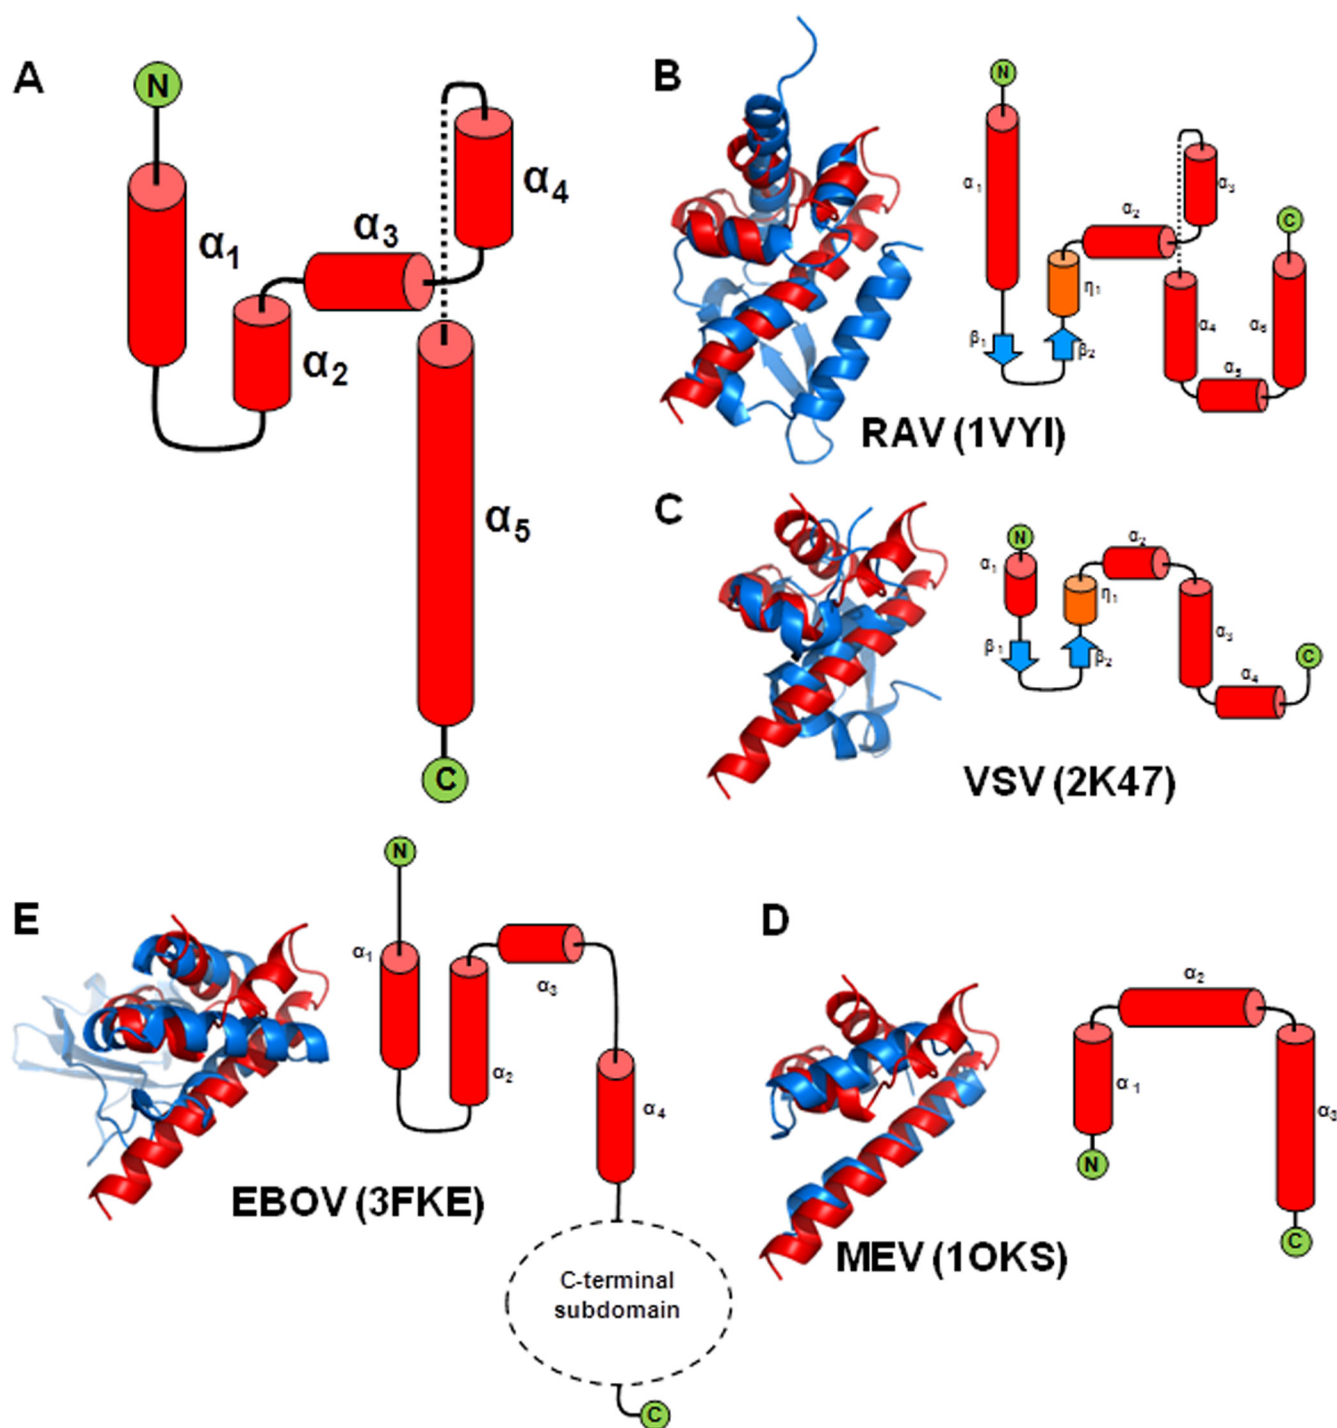 A
N
α1
α2
α3
α4
α5
C
B
N
α1
β1
β2
η1
α2
α3
α4
α5
α6
C
RAV (1VYI)
C
N
α1
β1
β2
η1
α2
α3
α4
C
VSV (2K47)
E
N
α1
α2
α3
α4
C-terminal
subdomain
C
EBOV (3FKE)
D
α1
N
α2
α3
C
MEV (1OKS)